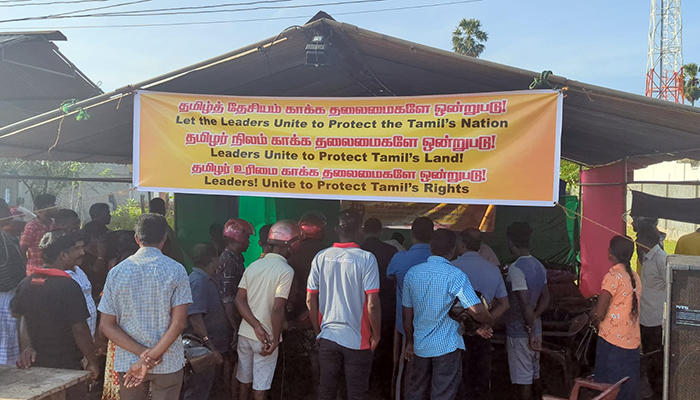 தமிழ்த் தேசியம் காக்க தலைமைகளே ஒன்றுபடு!
Let the Leaders Unite to Protect the Tamil's Nation
தமிழர் நிலம் காக்க தலைமைகளே ஒன்றுபடு!
Leaders Unite to Protect Tamil's Land!
தமிழர் உரிமை காக்க தலைமைகளே ஒன்றுபடு!
Leaders! Unite to Protect Tamil's Rights